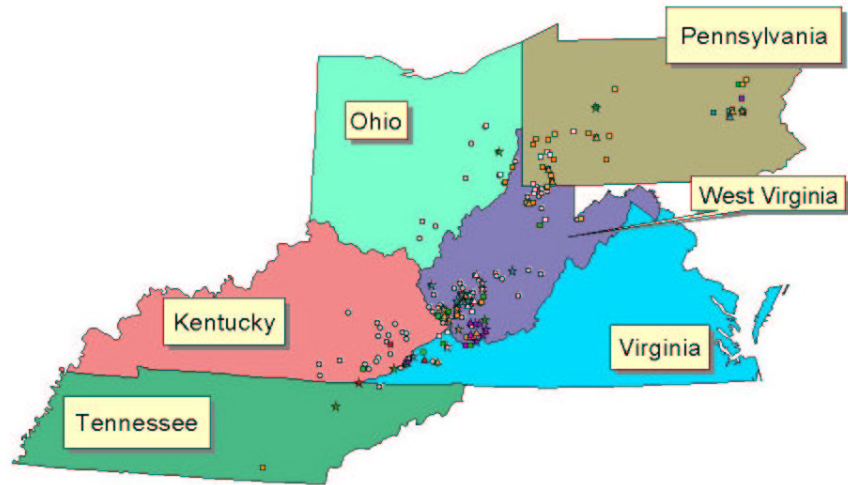 Pennsylvania
Ohio
West Virginia
Kentucky
Virginia
Tennessee